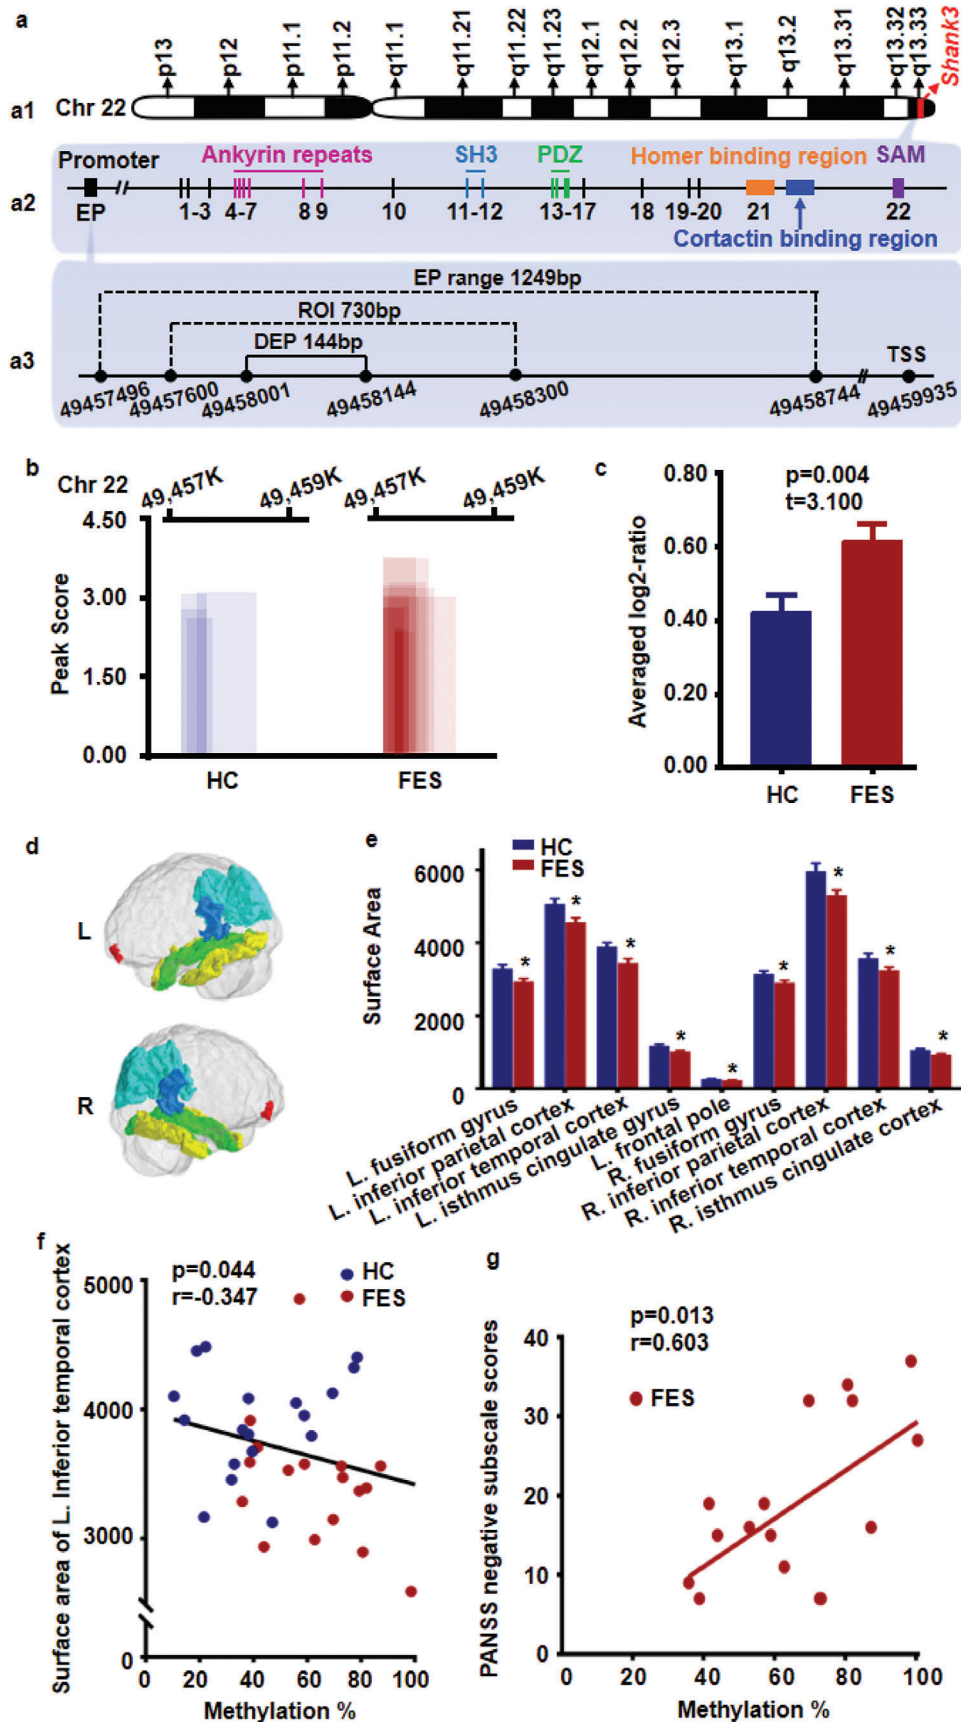 a
p13 p12 p11.1 p11.2 q11.1 q11.21 q11.22 q11.23 q12.1 q12.2 q12.3 q13.1 q13.2 q13.31 q13.32 q13.33 Shank3
a1 Chr 22
Promoter Ankyrin repeats SH3 PDZ Homer binding region SAM
a2
EP 1-3 4-7 8 9 10 11-12 13-17 18 19-20 21 22
Cortactin binding region
EP range 1249bp
ROI 730bp
DEP 144bp
a3 TSS
49457496 49457600 49458001 49458144 49458300 49458744 49459935
b
Chr 22 49,457K 49,459K 49,457K 49,459K
Peak Score
4.50
3.00
1.50
0.00
HC FES
c
p=0.004
t=3.100
Averaged log2-ratio
0.80
0.60
0.40
0.20
0.00
HC FES
d
L
R
e
HC
FES
Surface Area
6000
4000
2000
0
* * * * * * * * *
L. fusiform gyrus
L. inferior parietal cortex
L. inferior temporal cortex
L. isthmus cingulate gyrus
L. frontal pole
R. fusiform gyrus
R. inferior parietal cortex
R. inferior temporal cortex
R. isthmus cingulate cortex
f
p=0.044
r=-0.347
HC
FES
Surface area of L. Inferior temporal cortex
5000
4000
3000
0
0 20 40 60 80 100
Methylation %
g
p=0.013
r=0.603
FES
PANSS negative subscale scores
40
30
20
10
0
0 20 40 60 80 100
Methylation %